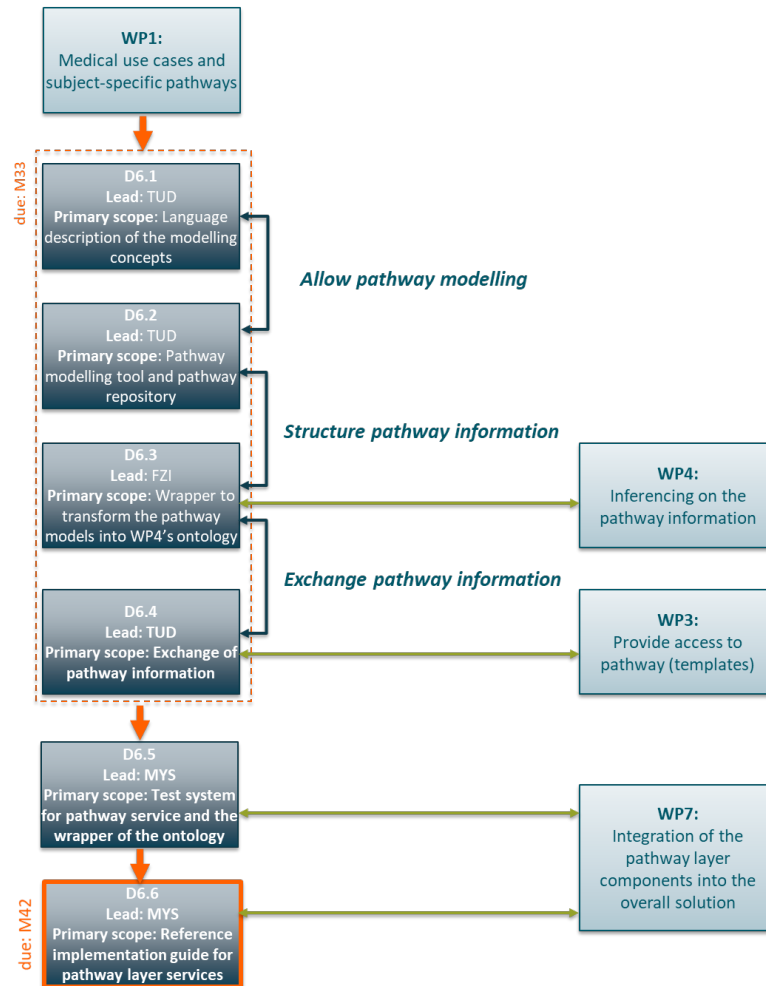 WP1:
Medical use cases and
subject-specific pathways
due: M33
D6.1
Lead: TUD
Primary scope: Language
description of the modelling
concepts
Allow pathway modelling
D6.2
Lead: TUD
Primary scope: Pathway
modelling tool and pathway
repository
Structure pathway information
D6.3
Lead: FZI
Primary scope: Wrapper to
transform the pathway
models into WP4's ontology
WP4:
Inferencing on the
pathway information
Exchange pathway information
D6.4
Lead: TUD
Primary scope: Exchange of
pathway information
WP3:
Provide access to
pathway (templates)
D6.5
Lead: MYS
Primary scope: Test system
for pathway service and the
wrapper of the ontology
WP7:
Integration of the
pathway layer
components into the
overall solution
due: M42
D6.6
Lead: MYS
Primary scope: Reference
implementation guide for
pathway layer services